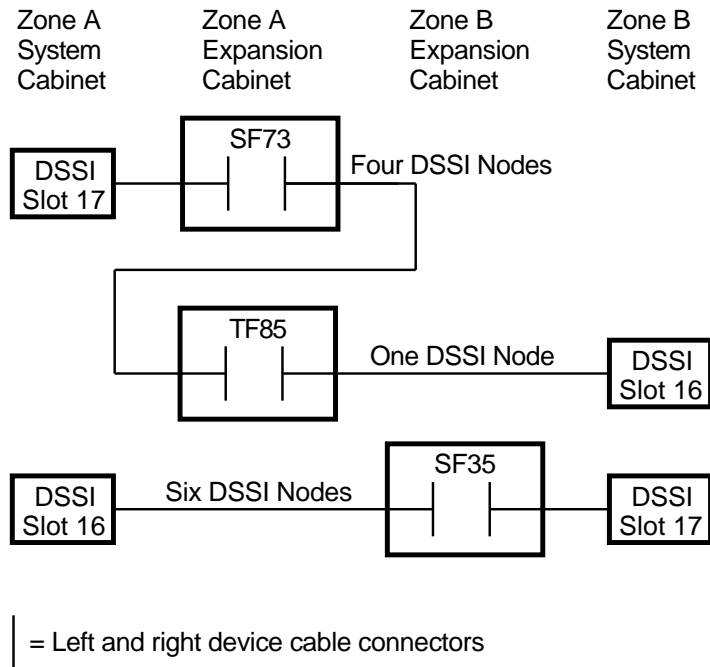 Zone A
System
Cabinet
Zone A
Expansion
Cabinet
Zone B
Expansion
Cabinet
Zone B
System
Cabinet
SF73
DSSI
Slot 17
Four DSSI Nodes
TF85
One DSSI Node
DSSI
Slot 16
SF35
DSSI
Slot 16
Six DSSI Nodes
DSSI
Slot 17
= Left and right device cable connectors